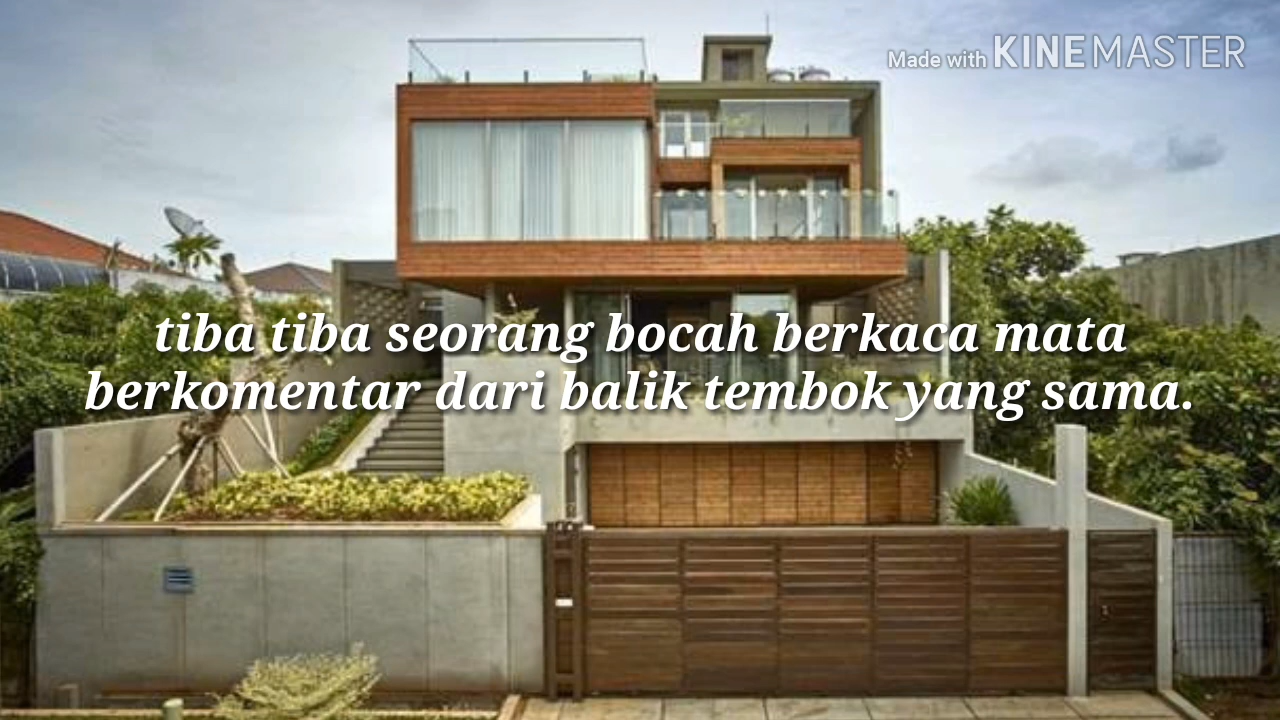 Made with KINEMASTER
tiba tiba seorang bocah berkaca mata
berkomentar dari balik tembok yang sama.